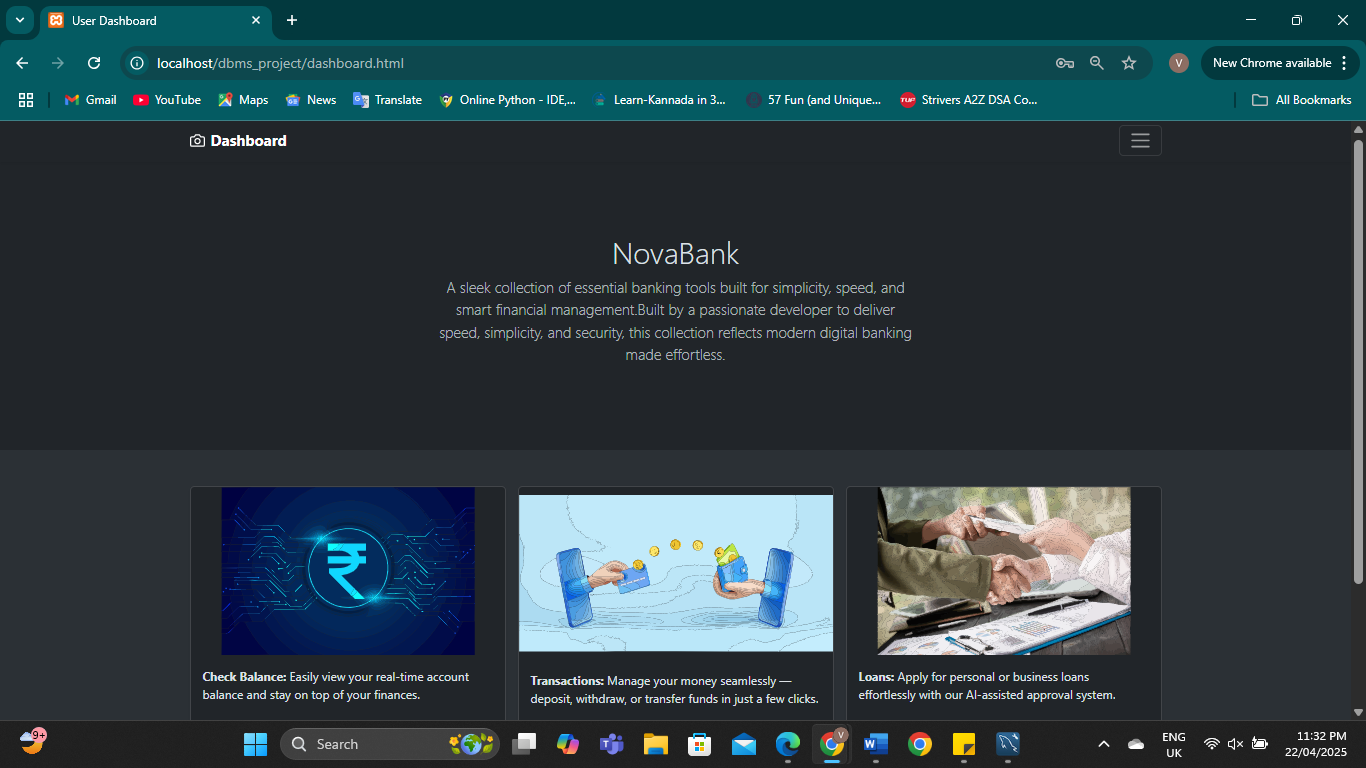 User Dashboard
localhost/dbms_project/dashboard.html
V
New Chrome available
Gmail
YouTube
Maps
News
Translate
Online Python - IDE,...
Learn-Kannada in 3...
57 Fun (and Unique...
TUF
Strivers A2Z DSA Co...
All Bookmarks
Dashboard
NovaBank
A sleek collection of essential banking tools built for simplicity, speed, and
smart financial management.Built by a passionate developer to deliver
speed, simplicity, and security, this collection reflects modern digital banking
made effortless.
₹
Check Balance: Easily view your real-time account
balance and stay on top of your finances.
Transactions: Manage your money seamlessly —
deposit, withdraw, or transfer funds in just a few clicks.
Loans: Apply for personal or business loans
effortlessly with our AI-assisted approval system.
9+
Search
V
ENG
UK
11:32 PM
22/04/2025